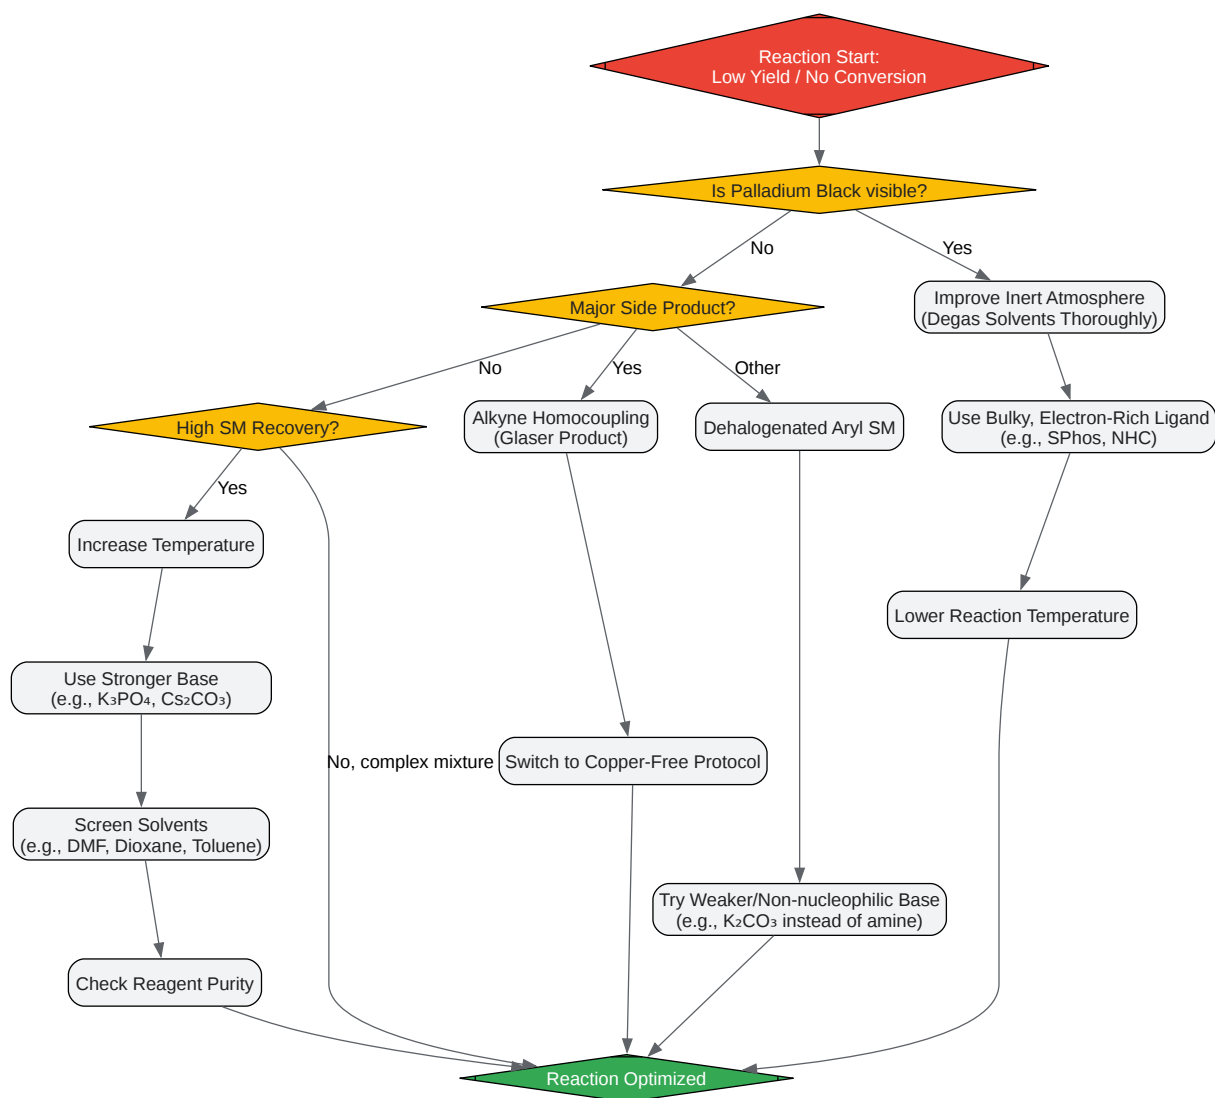 Reaction Start:
Low Yield / No Conversion
Is Palladium Black visible?
No
Yes
Major Side Product?
Improve Inert Atmosphere
(Degas Solvents Thoroughly)
No
Yes
Other
High SM Recovery?
Alkyne Homocoupling
(Glaser Product)
Dehalogenated Aryl SM
Use Bulky, Electron-Rich Ligand
(e.g., SPhos, NHC)
Yes
Increase Temperature
Lower Reaction Temperature
Use Stronger Base
(e.g., K₃PO₄, Cs₂CO₃)
No, complex mixture
Switch to Copper-Free Protocol
Screen Solvents
(e.g., DMF, Dioxane, Toluene)
Try Weaker/Non-nucleophilic Base
(e.g., K₂CO₃ instead of amine)
Check Reagent Purity
Reaction Optimized